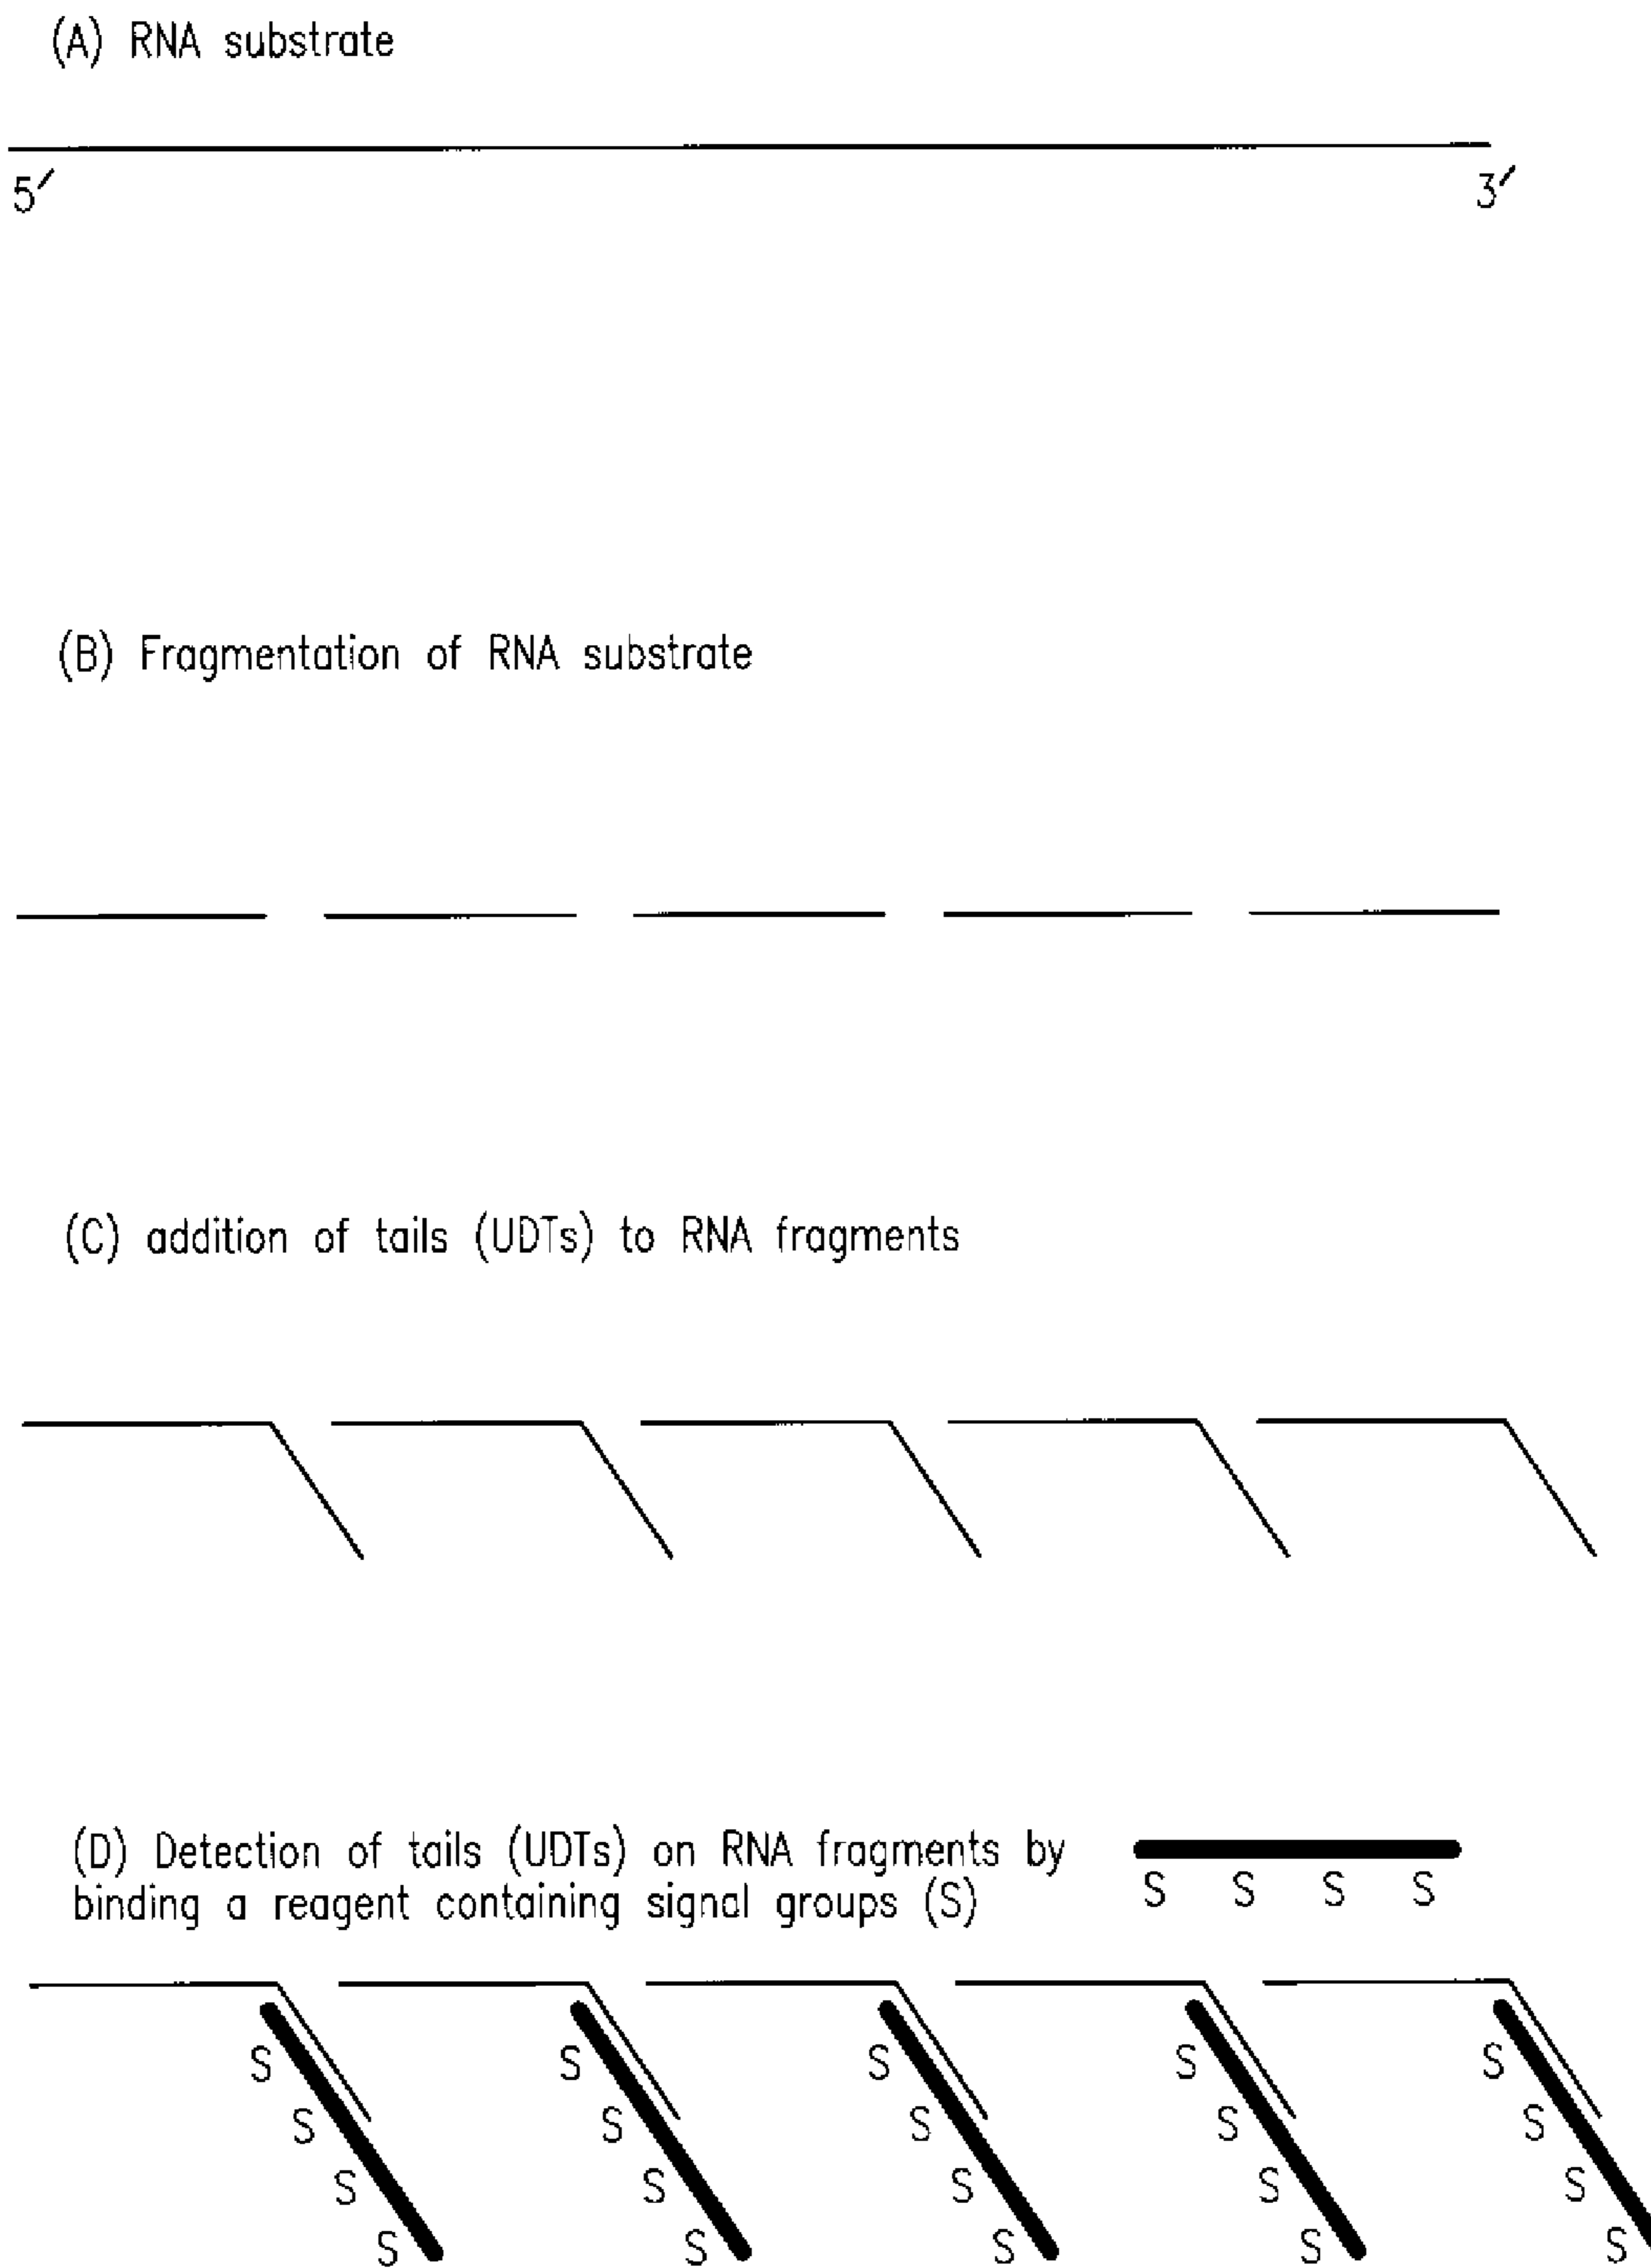 (A) RNA substrate
5′ 3′
(B) Fragmentation of RNA substrate
(C) addition of tails (UDTs) to RNA fragments
(D) Detection of tails (UDTs) on RNA fragments by
binding a reagent containing signal groups (S)
S S S S
S S S S S
S S S S S
S S S S S
S S S S S